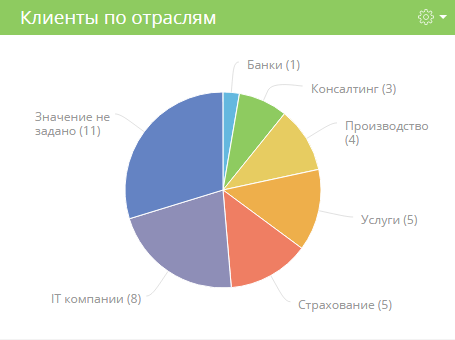 Клиенты по отраслям
Банки (1)
Консалтинг (3)
Производство
(4)
Услуги (5)
Страхование (5)
IT компании (8)
Значение не
задано (11)